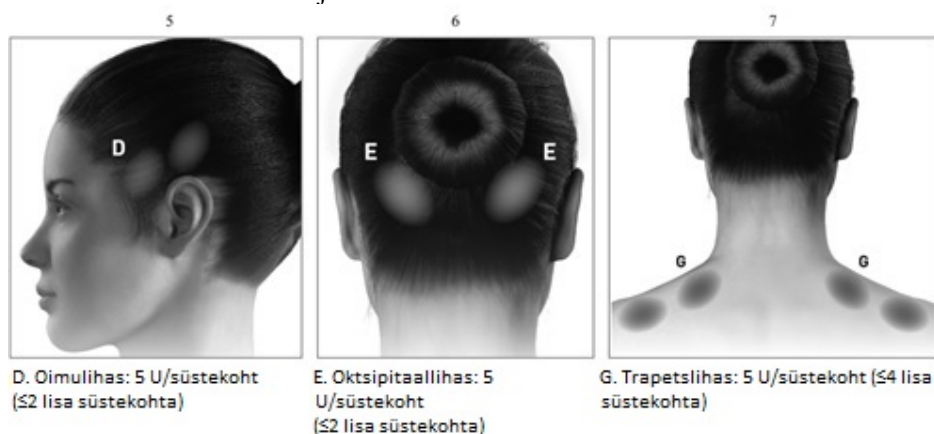 5
6
7
D
E
E
G
G
D. Oimulihas: 5 U/süstekoht
(≤2 lisa süstekohta)
E. Oktsipitaallihas: 5
U/süstekoht
(≤2 lisa süstekohta)
G. Trapetslihas: 5 U/süstekoht (≤4 lisa
süstekohta)